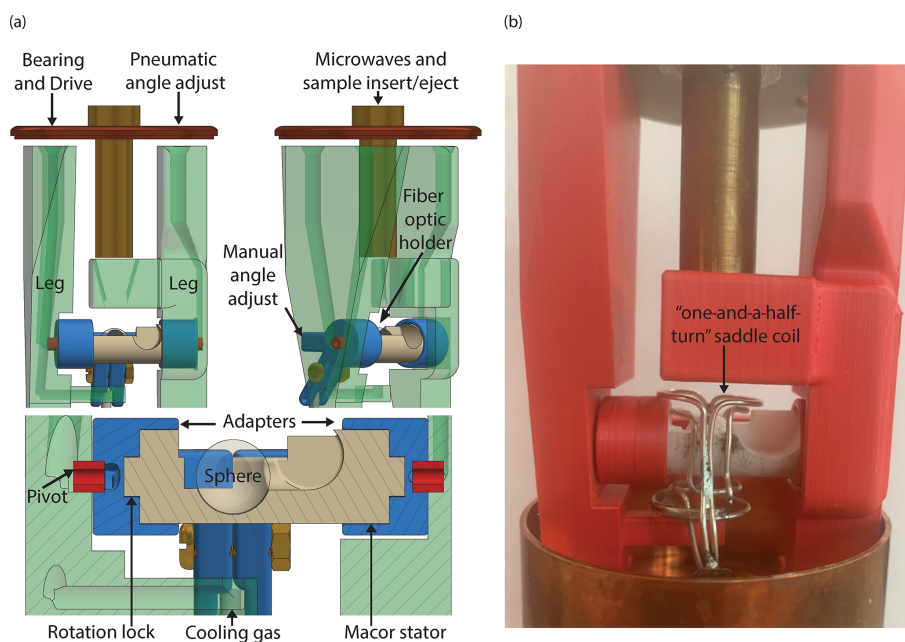 (a)
(b)
Bearing
and Drive
Pneumatic
angle adjust
Microwaves and
sample insert/eject
Fiber
optic
holder
Manual
angle
adjust
Leg
Leg
"one-and-a-half-
turn" saddle coil
Adapters
Sphere
Pivot
Rotation lock
Cooling gas
Macor stator